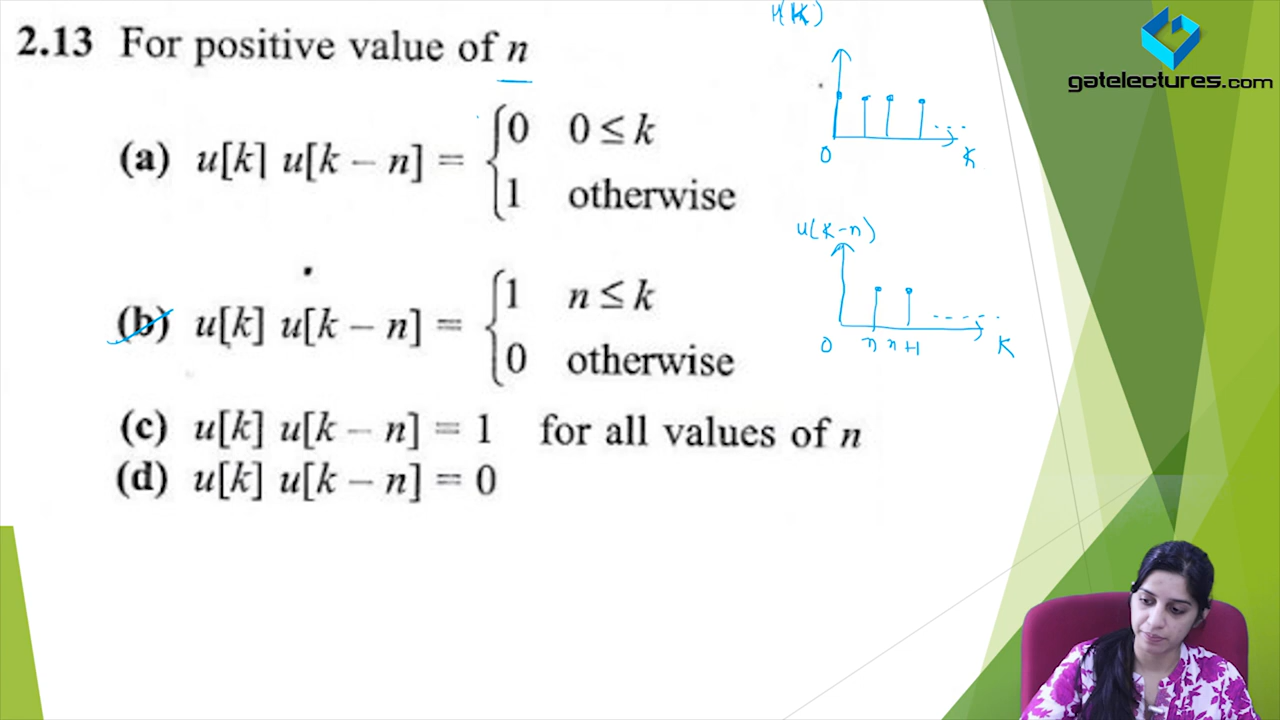 2.13 For positive value of n
(a) u[k] u[k − n] = { 0 0 ≤ k
1 otherwise
(b) u[k] u[k − n] = { 1 n ≤ k
0 otherwise
(c) u[k] u[k − n] = 1 for all values of n
(d) u[k] u[k − n] = 0
u(k)
0 k
u(k-n)
0 n n+1 k
gatelectures.com